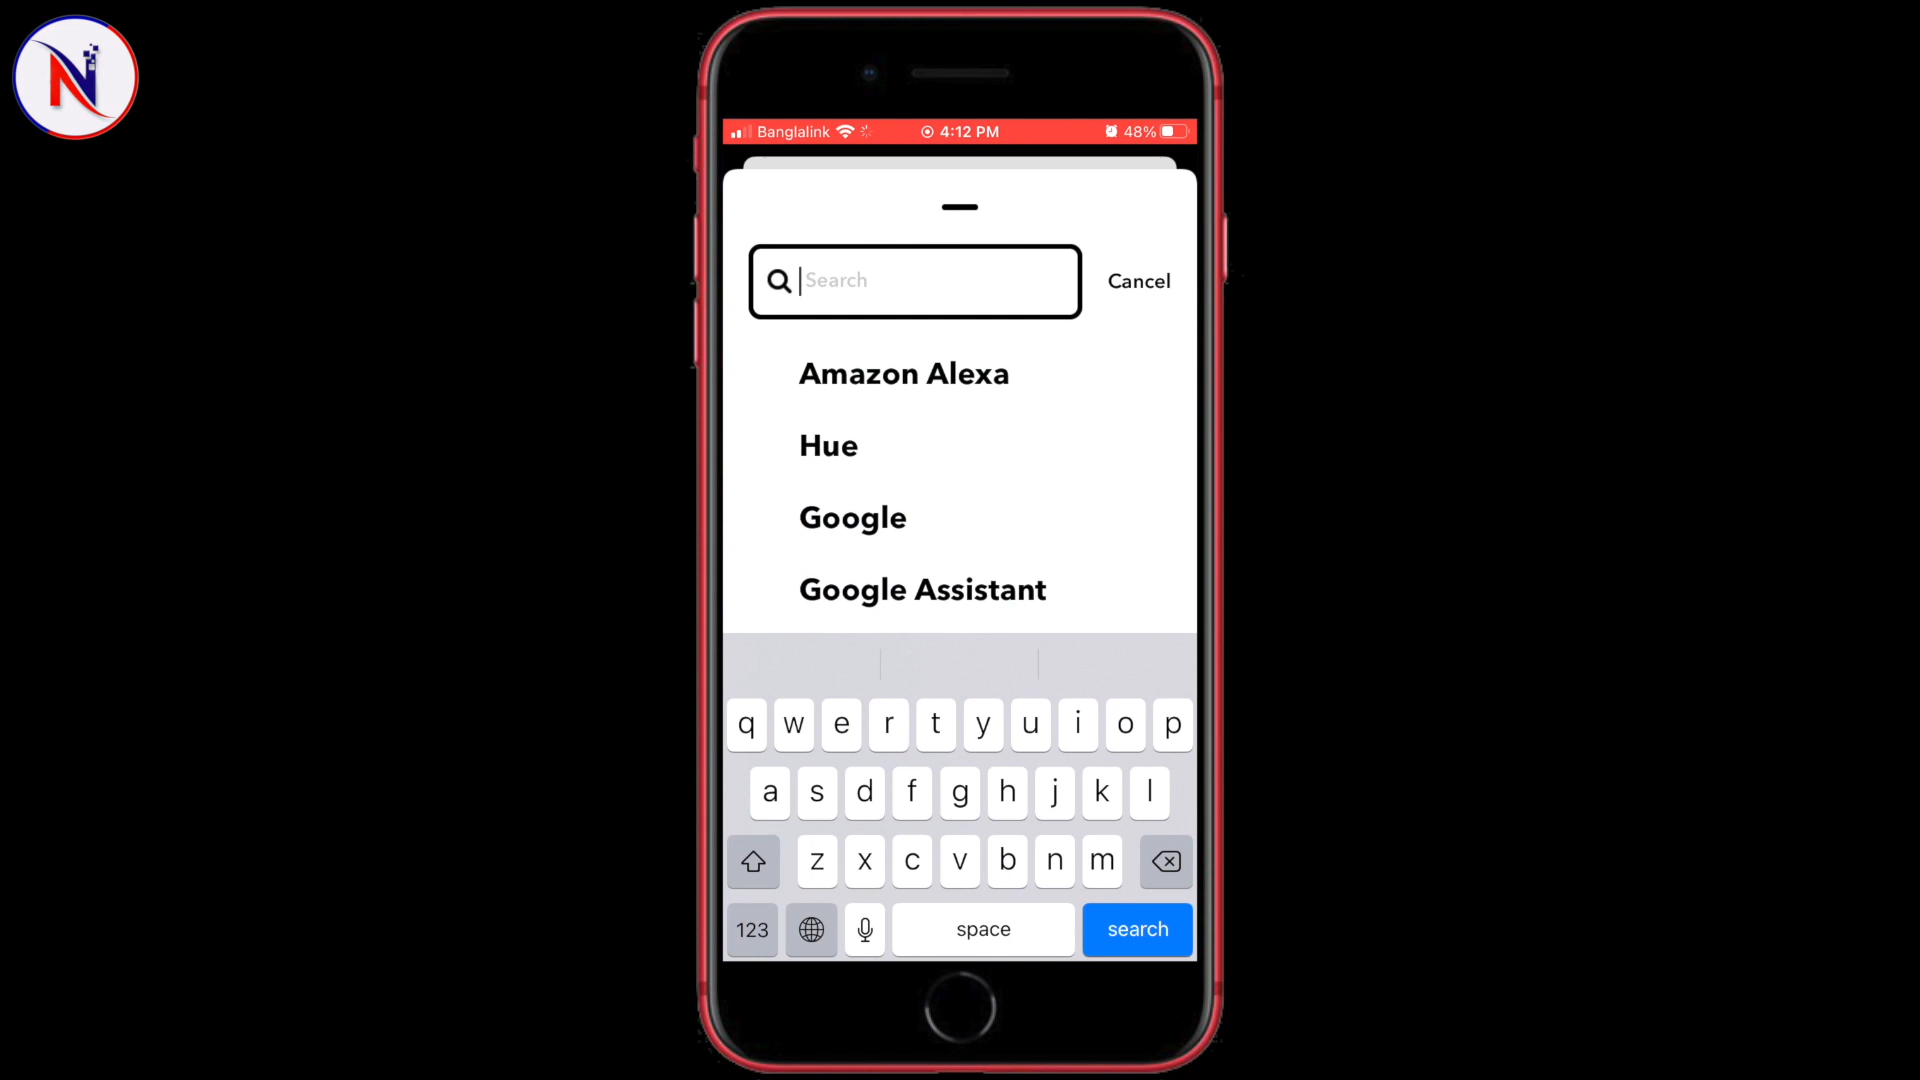 N
Banglalink 4:12 PM 48%
Search Cancel
Amazon Alexa
Hue
Google
Google Assistant
q w e r t y u i o p
a s d f g h j k l
z x c v b n m
123 space search